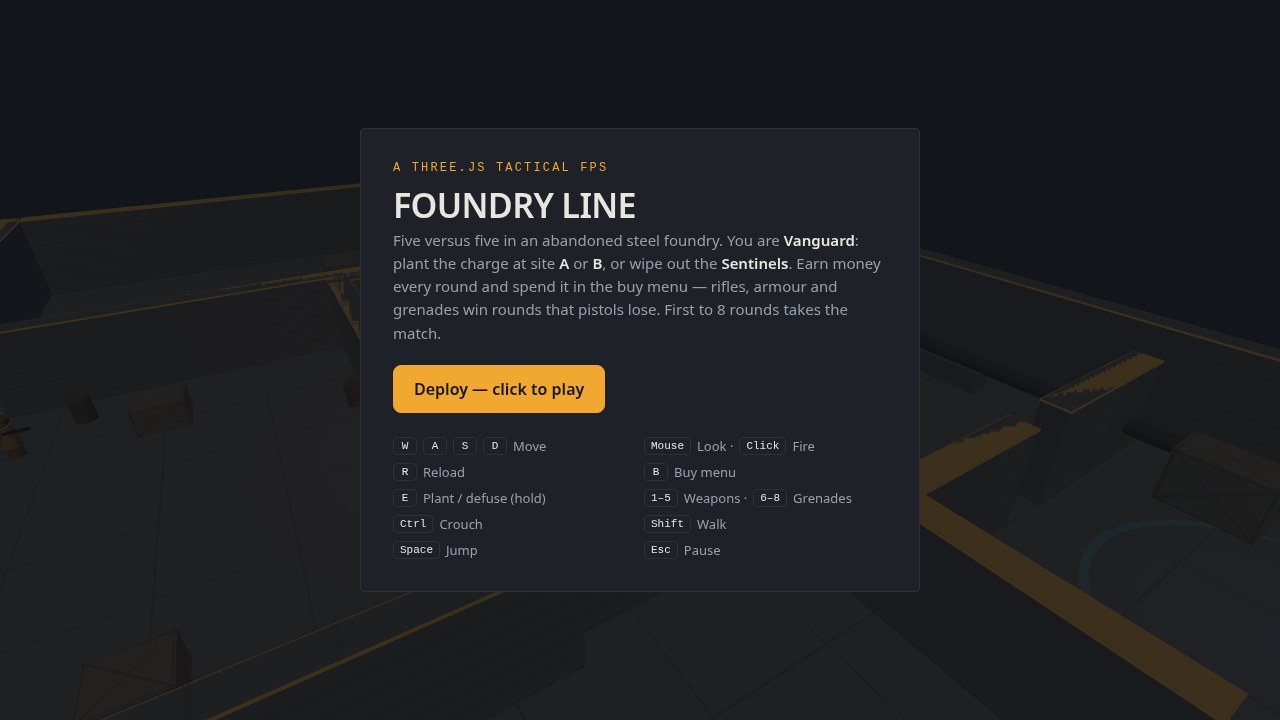 A THREE.JS TACTICAL FPS
FOUNDRY LINE
Five versus five in an abandoned steel foundry. You are Vanguard:
plant the charge at site A or B, or wipe out the Sentinels. Earn money
every round and spend it in the buy menu — rifles, armour and
grenades win rounds that pistols lose. First to 8 rounds takes the
match.
Deploy — click to play
W A S D Move
Mouse Look · Click Fire
R Reload
B Buy menu
E Plant / defuse (hold)
1–5 Weapons · 6–8 Grenades
Ctrl Crouch
Shift Walk
Space Jump
Esc Pause